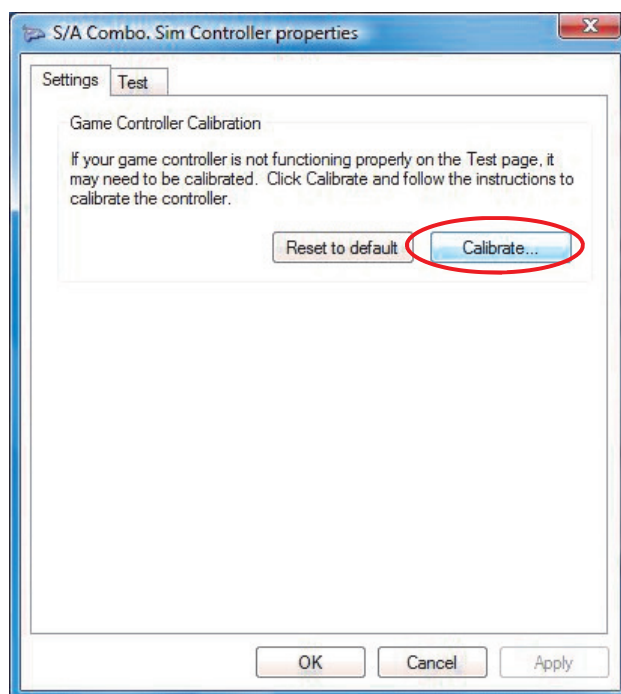 S/A Combo. Sim Controller properties
Settings Test
Game Controller Calibration
If your game controller is not functioning properly on the Test page, it
may need to be calibrated. Click Calibrate and follow the instructions to
calibrate the controller.
Reset to default Calibrate...
OK Cancel Apply